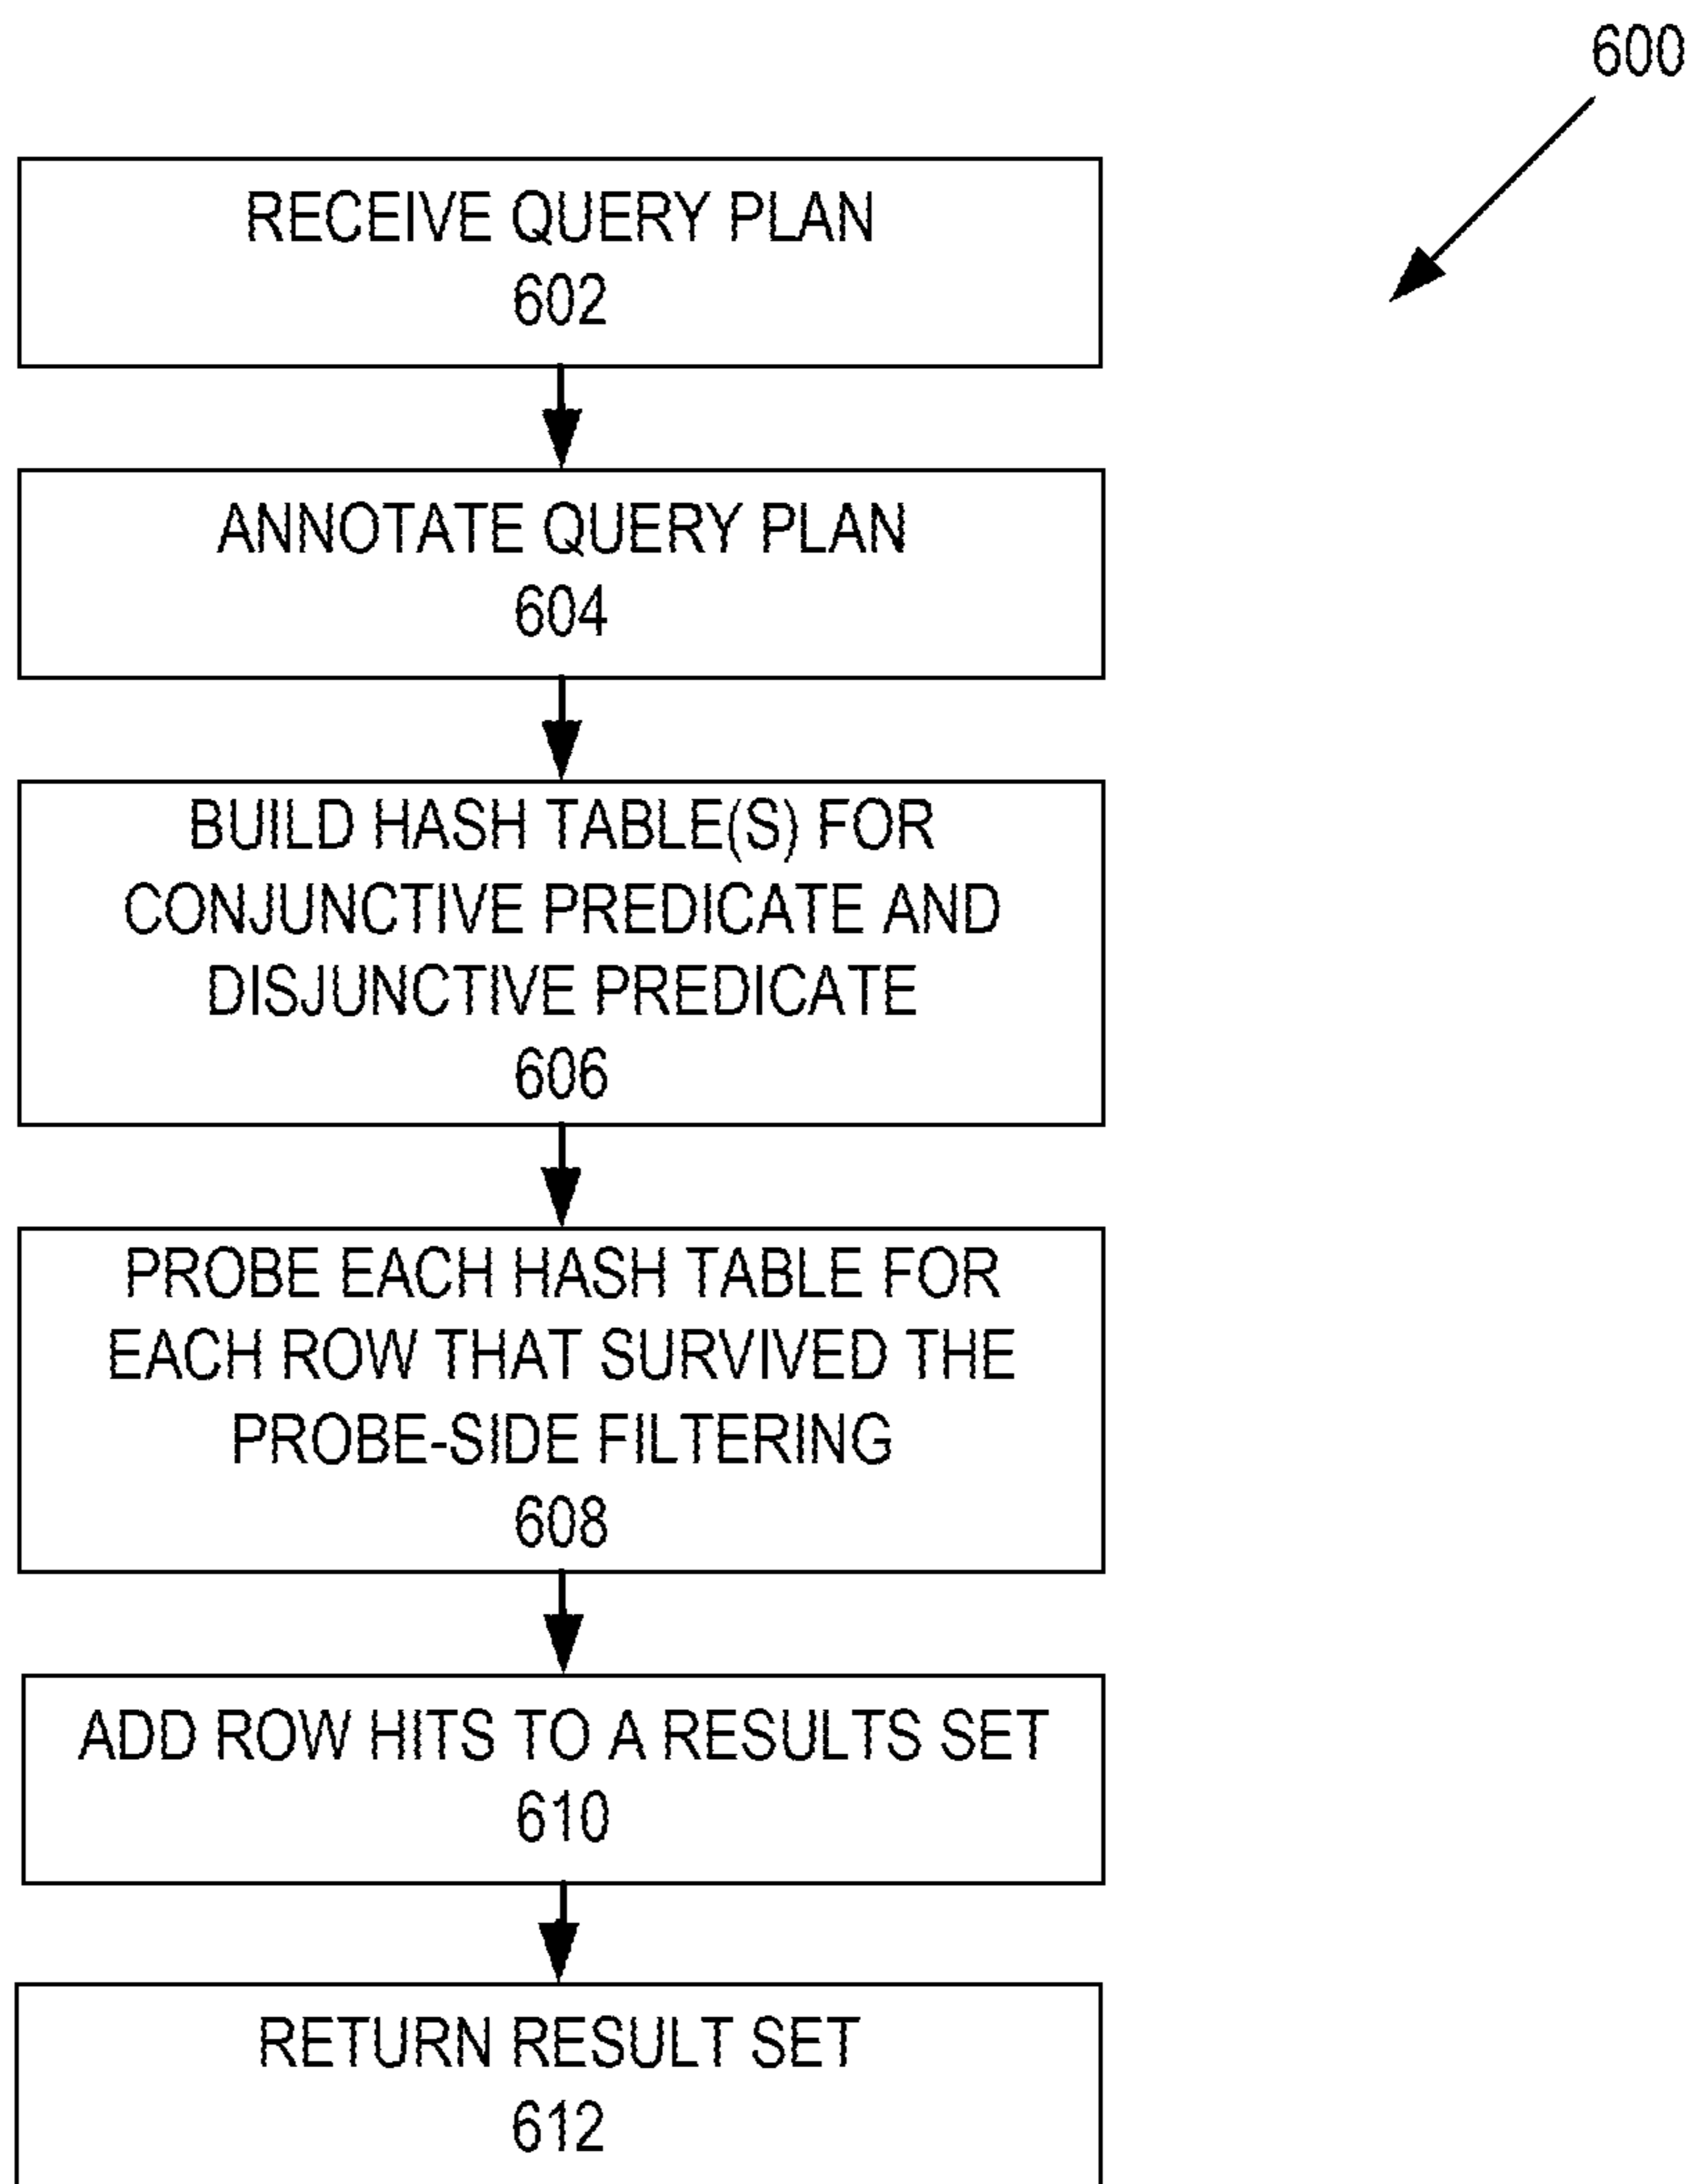 600
RECEIVE QUERY PLAN
602
ANNOTATE QUERY PLAN
604
BUILD HASH TABLE(S) FOR
CONJUNCTIVE PREDICATE AND
DISJUNCTIVE PREDICATE
606
PROBE EACH HASH TABLE FOR
EACH ROW THAT SURVIVED THE
PROBE-SIDE FILTERING
608
ADD ROW HITS TO A RESULTS SET
610
RETURN RESULT SET
612